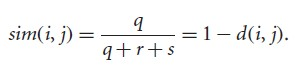 sim(i, j) = q / (q + r + s) = 1 − d(i, j).